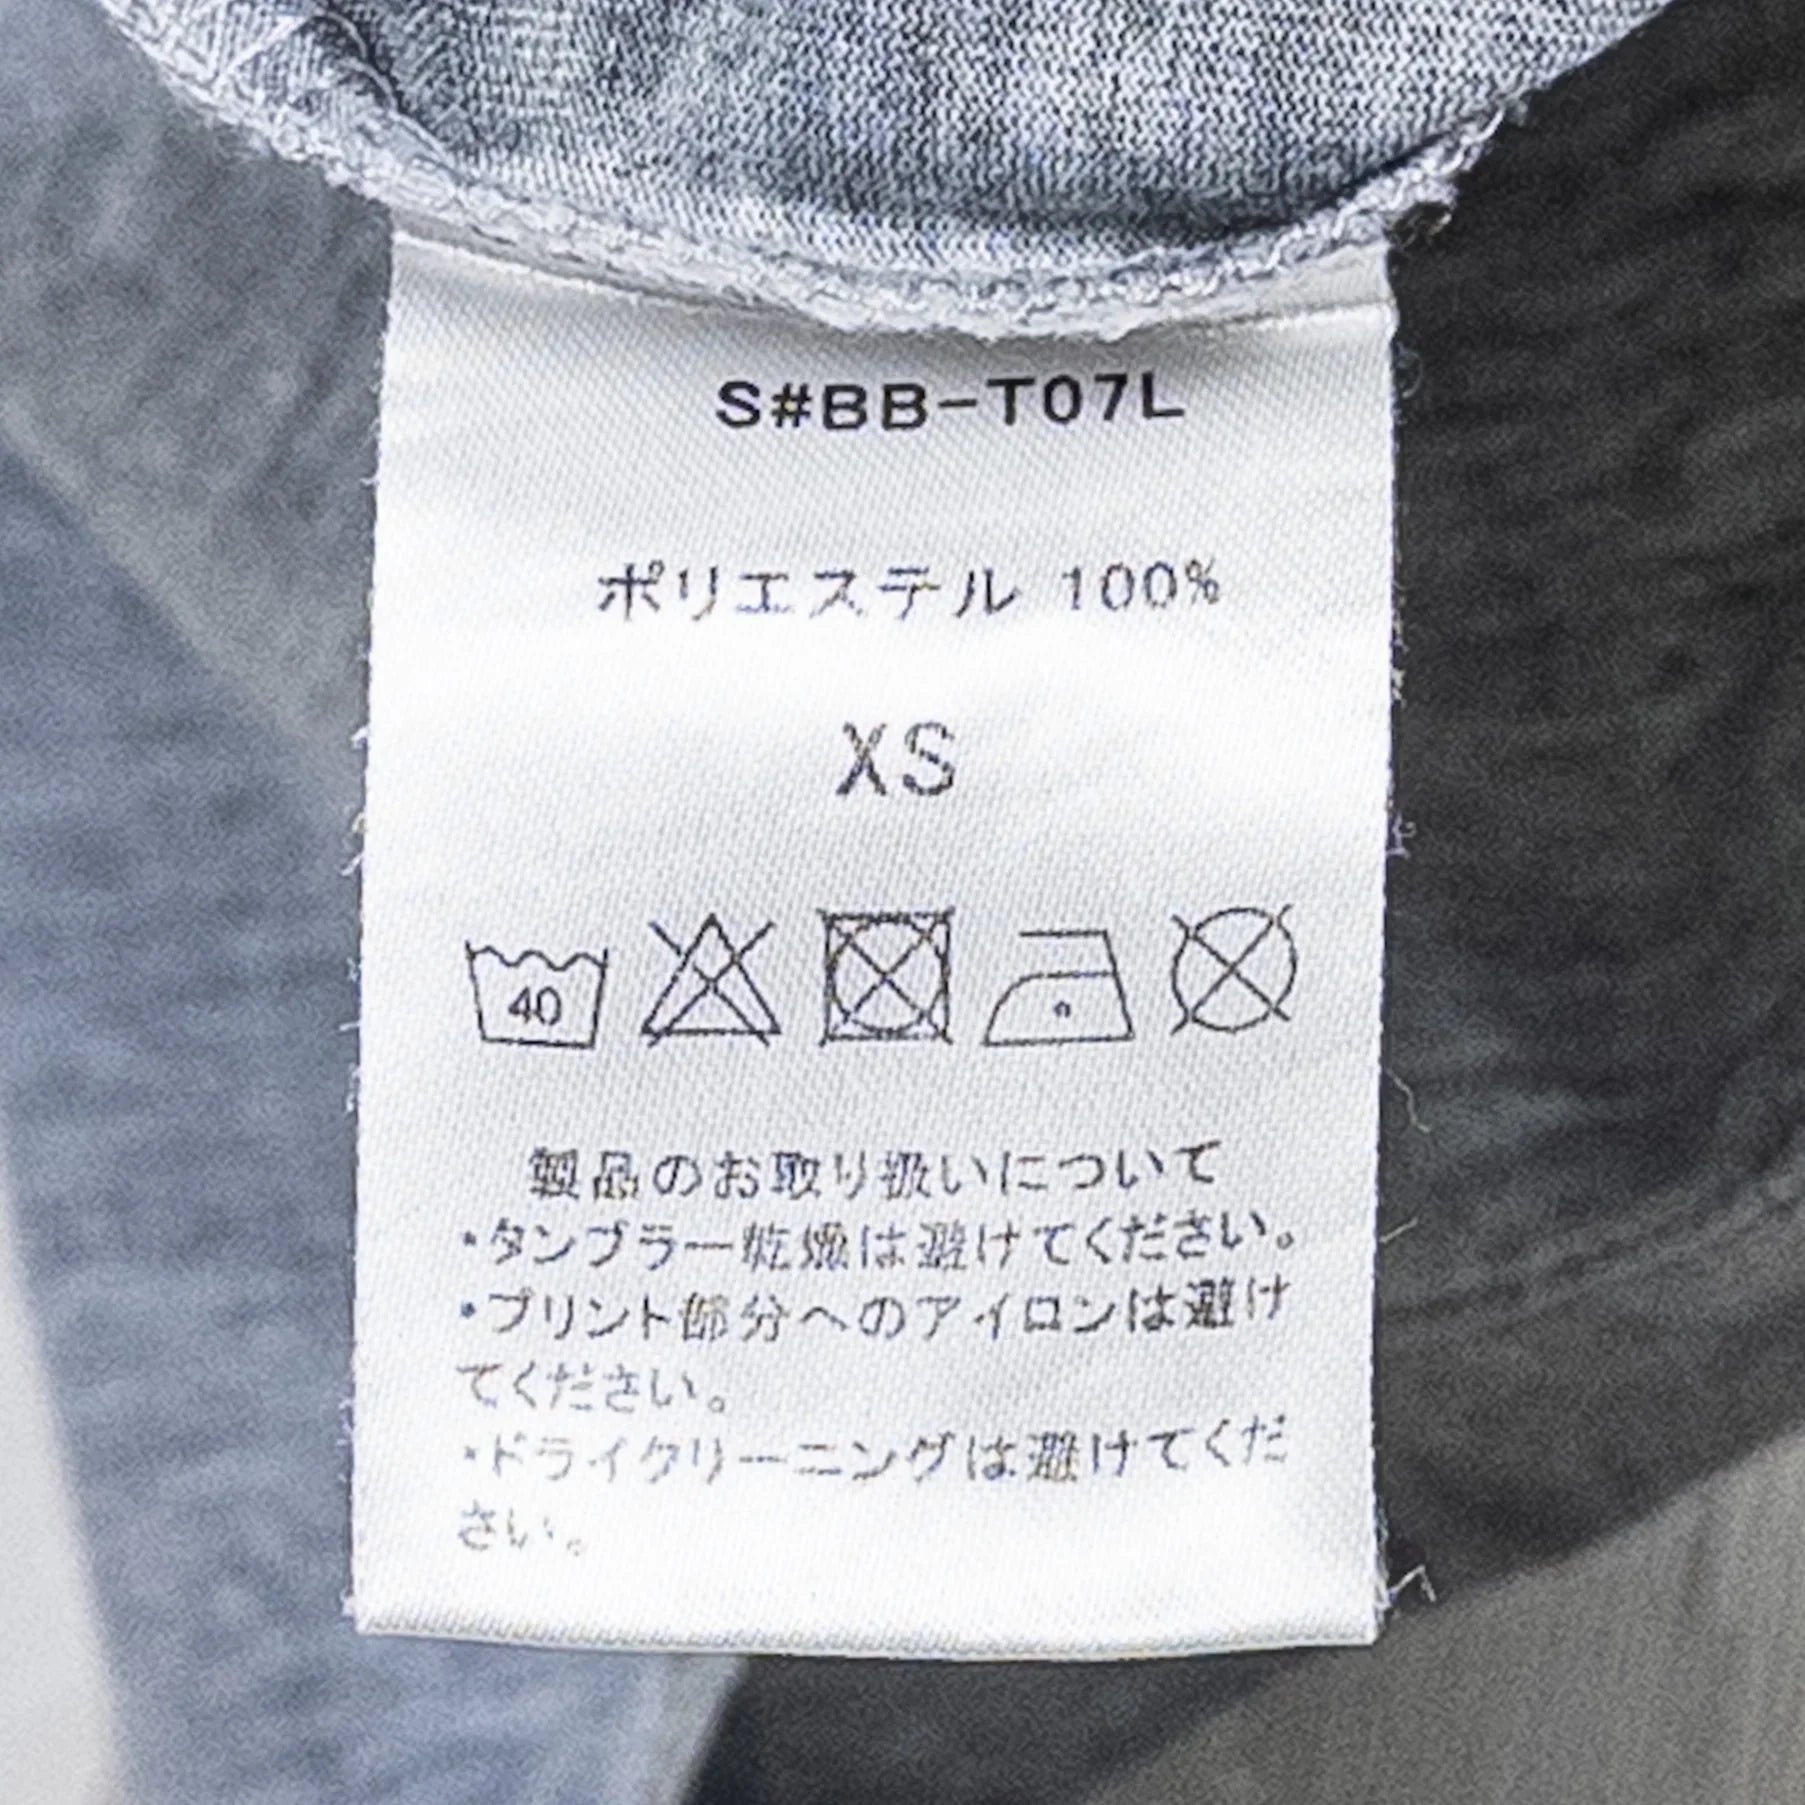 S#BB-T07L
ポリエステル 100%
XS
40
製品のお取り扱いについて
・タンブラー乾燥は避けてください。
・プリント部分へのアイロンは避け
てください。
・ドライクリーニングは避けてくだ
さい。